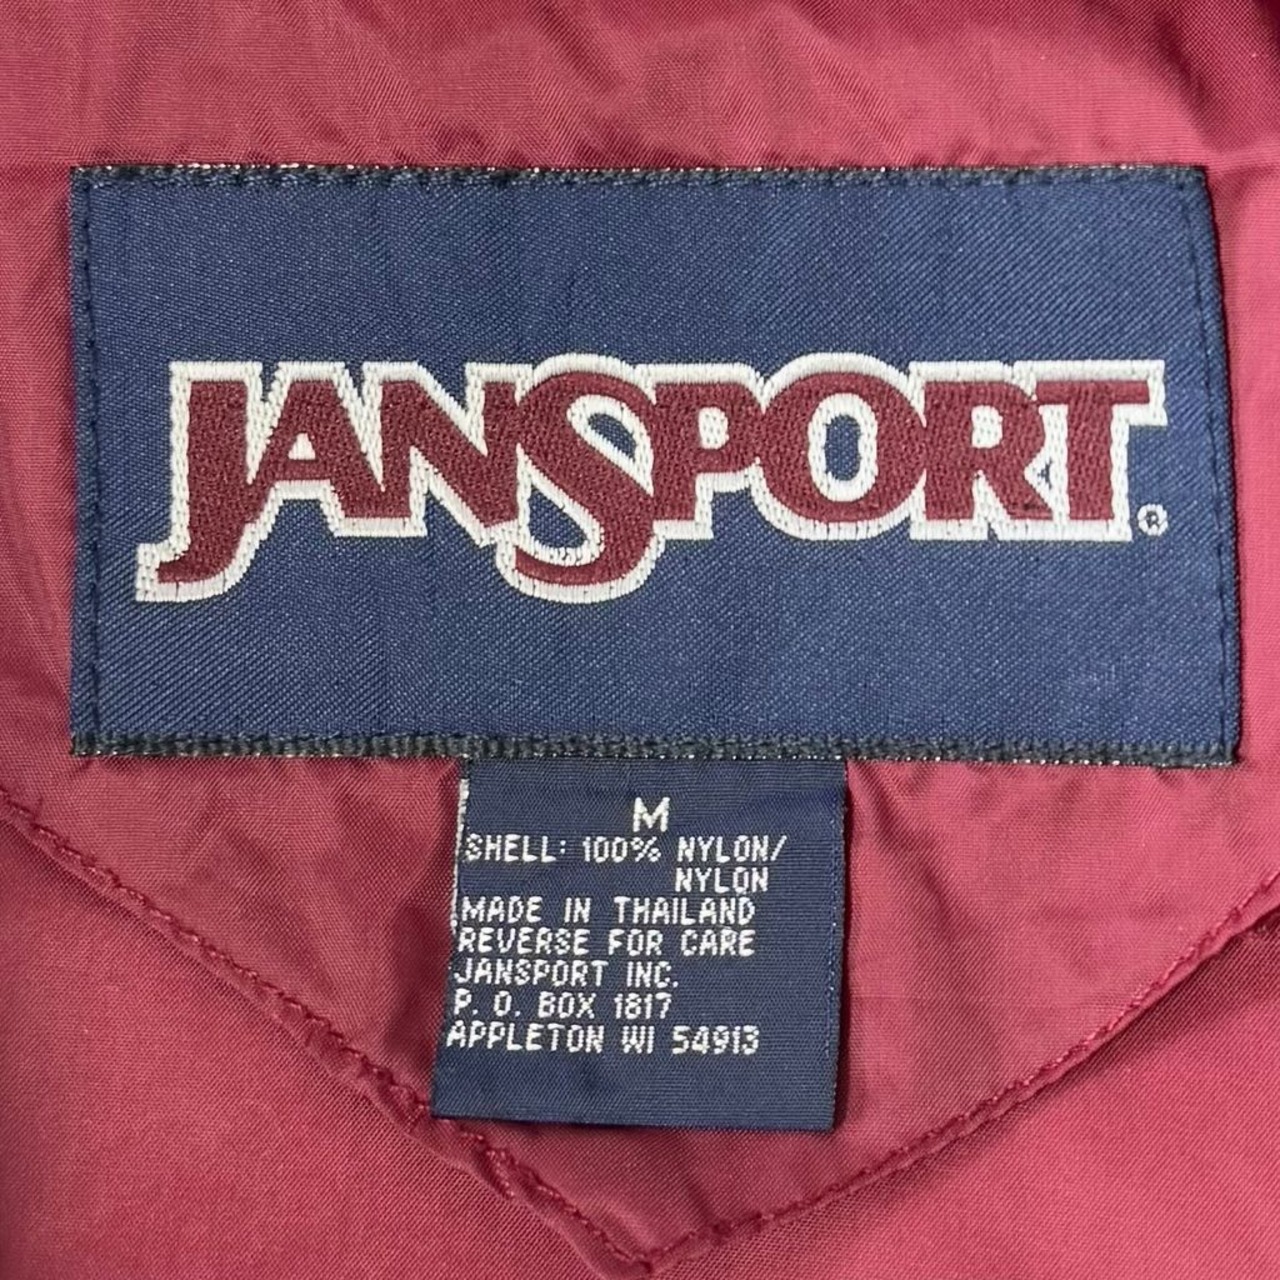 JANSPORT®
M
SHELL: 100% NYLON/
NYLON
MADE IN THAILAND
REVERSE FOR CARE
JANSPORT INC.
P. O. BOX 1817
APPLETON WI 54913